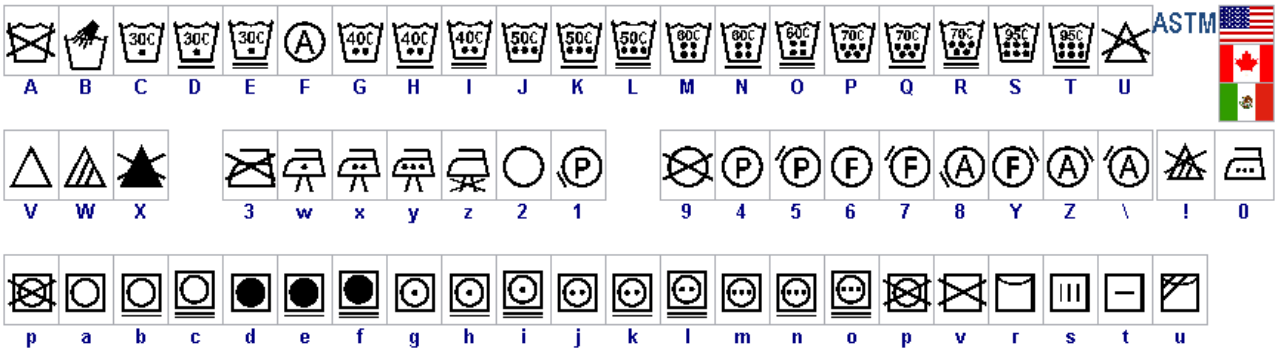 30C 30C 30C A 40C 40C 40C 50C 50C 50C 60C 60C 60C 70C 70C 70C 95C 95C ASTM
A B C D E F G H I J K L M N O P Q R S T U
P P P F F A F A A
V W X 3 w x y z 2 1 9 4 5 6 7 8 Y Z \ ! 0
p a b c d e f g h i j k l m n o p v r s t u